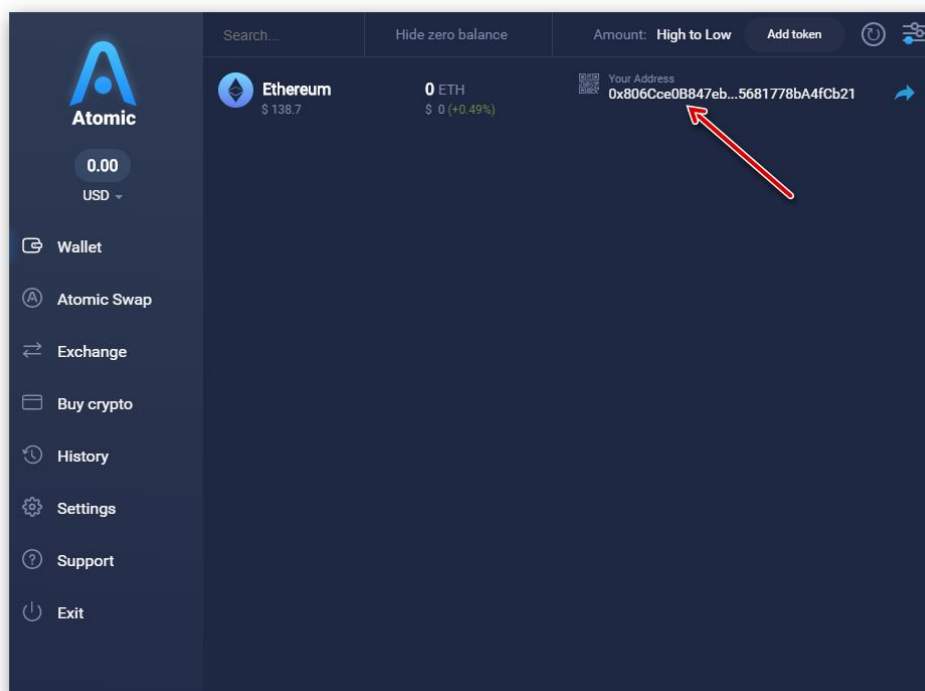 Search...
Hide zero balance
Amount: High to Low
Add token
Atomic
0.00
USD
Wallet
Atomic Swap
Exchange
Buy crypto
History
Settings
Support
Exit
Ethereum
$ 138.7
0 ETH
$ 0 (+0.49%)
Your Address
0x806Cce0B847eb...5681778bA4fCb21